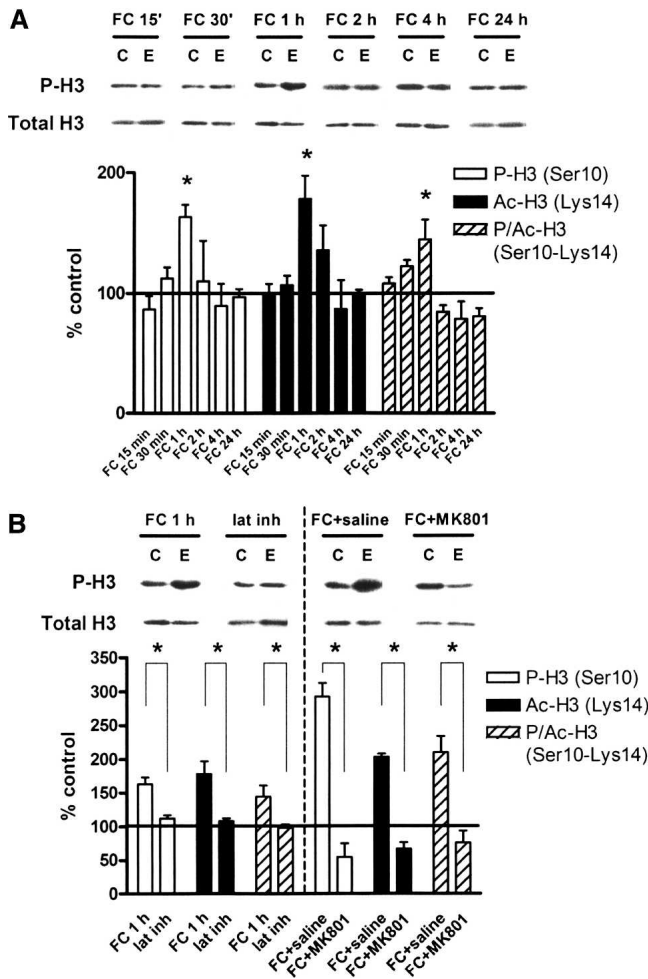 A
FC 15' FC 30' FC 1 h FC 2 h FC 4 h FC 24 h
C E C E C E C E C E C E
P-H3
Total H3
200
100
0
% control
* * *
P-H3 (Ser10)
Ac-H3 (Lys14)
P/Ac-H3
(Ser10-Lys14)
FC 15 min FC 30 min FC 1 h FC 2 h FC 4 h FC 24 h FC 15 min FC 30 min FC 1 h FC 2 h FC 4 h FC 24 h FC 15 min FC 30 min FC 1 h FC 2 h FC 4 h FC 24 h
B
FC 1 h lat inh FC+saline FC+MK801
C E C E C E C E
P-H3
Total H3
* * * * * *
350
300
250
200
150
100
50
0
% control
P-H3 (Ser10)
Ac-H3 (Lys14)
P/Ac-H3
(Ser10-Lys14)
FC 1 h lat inh FC 1 h lat inh FC 1 h lat inh FC+saline FC+MK801 FC+saline FC+MK801 FC+saline FC+MK801